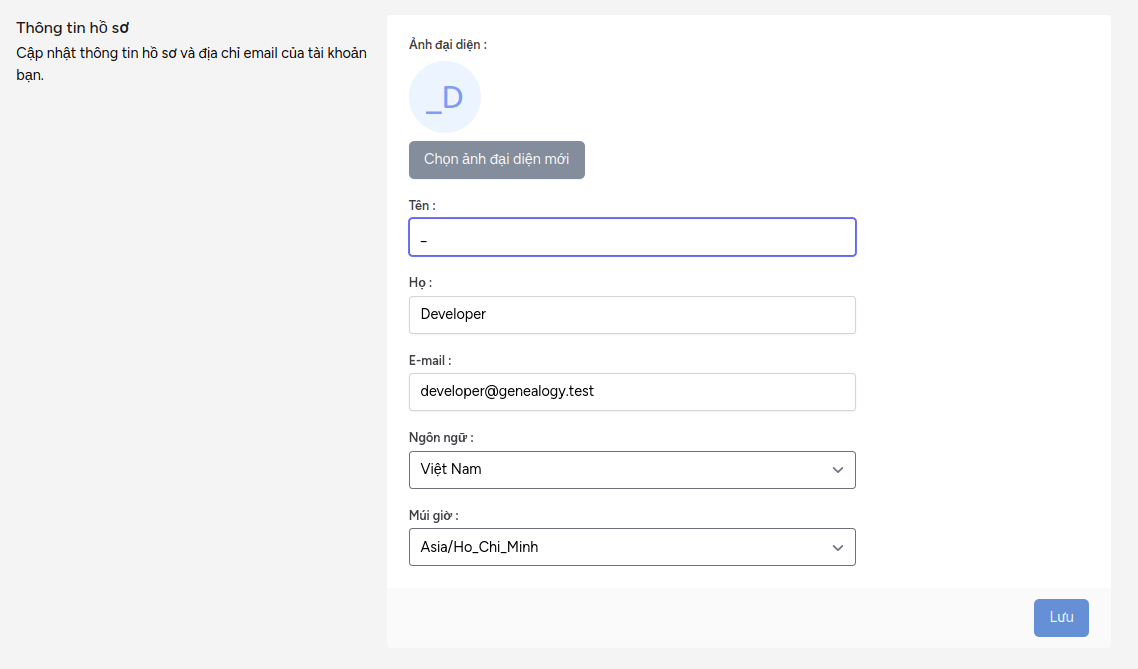 Thông tin hồ sơ
Cập nhật thông tin hồ sơ và địa chỉ email của tài khoản
bạn.
Ảnh đại diện :
_D
Chọn ảnh đại diện mới
Tên :
_
Họ :
Developer
E-mail :
developer@genealogy.test
Ngôn ngữ :
Việt Nam
Múi giờ :
Asia/Ho_Chi_Minh
Lưu